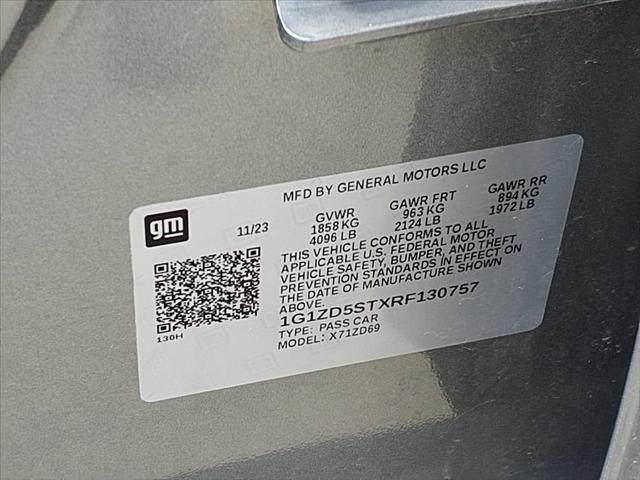 MFD BY GENERAL MOTORS LLC
gm
11/23
GVWR GAWR FRT GAWR RR
1858 KG 963 KG 894 KG
4096 LB 2124 LB 1972 LB
THIS VEHICLE CONFORMS TO ALL
APPLICABLE U.S. FEDERAL MOTOR
VEHICLE SAFETY, BUMPER, AND THEFT
PREVENTION STANDARDS IN EFFECT ON
THE DATE OF MANUFACTURE SHOWN
ABOVE.
1G1ZD5STXRF130757
TYPE: PASS CAR
MODEL: X71ZD69
130H